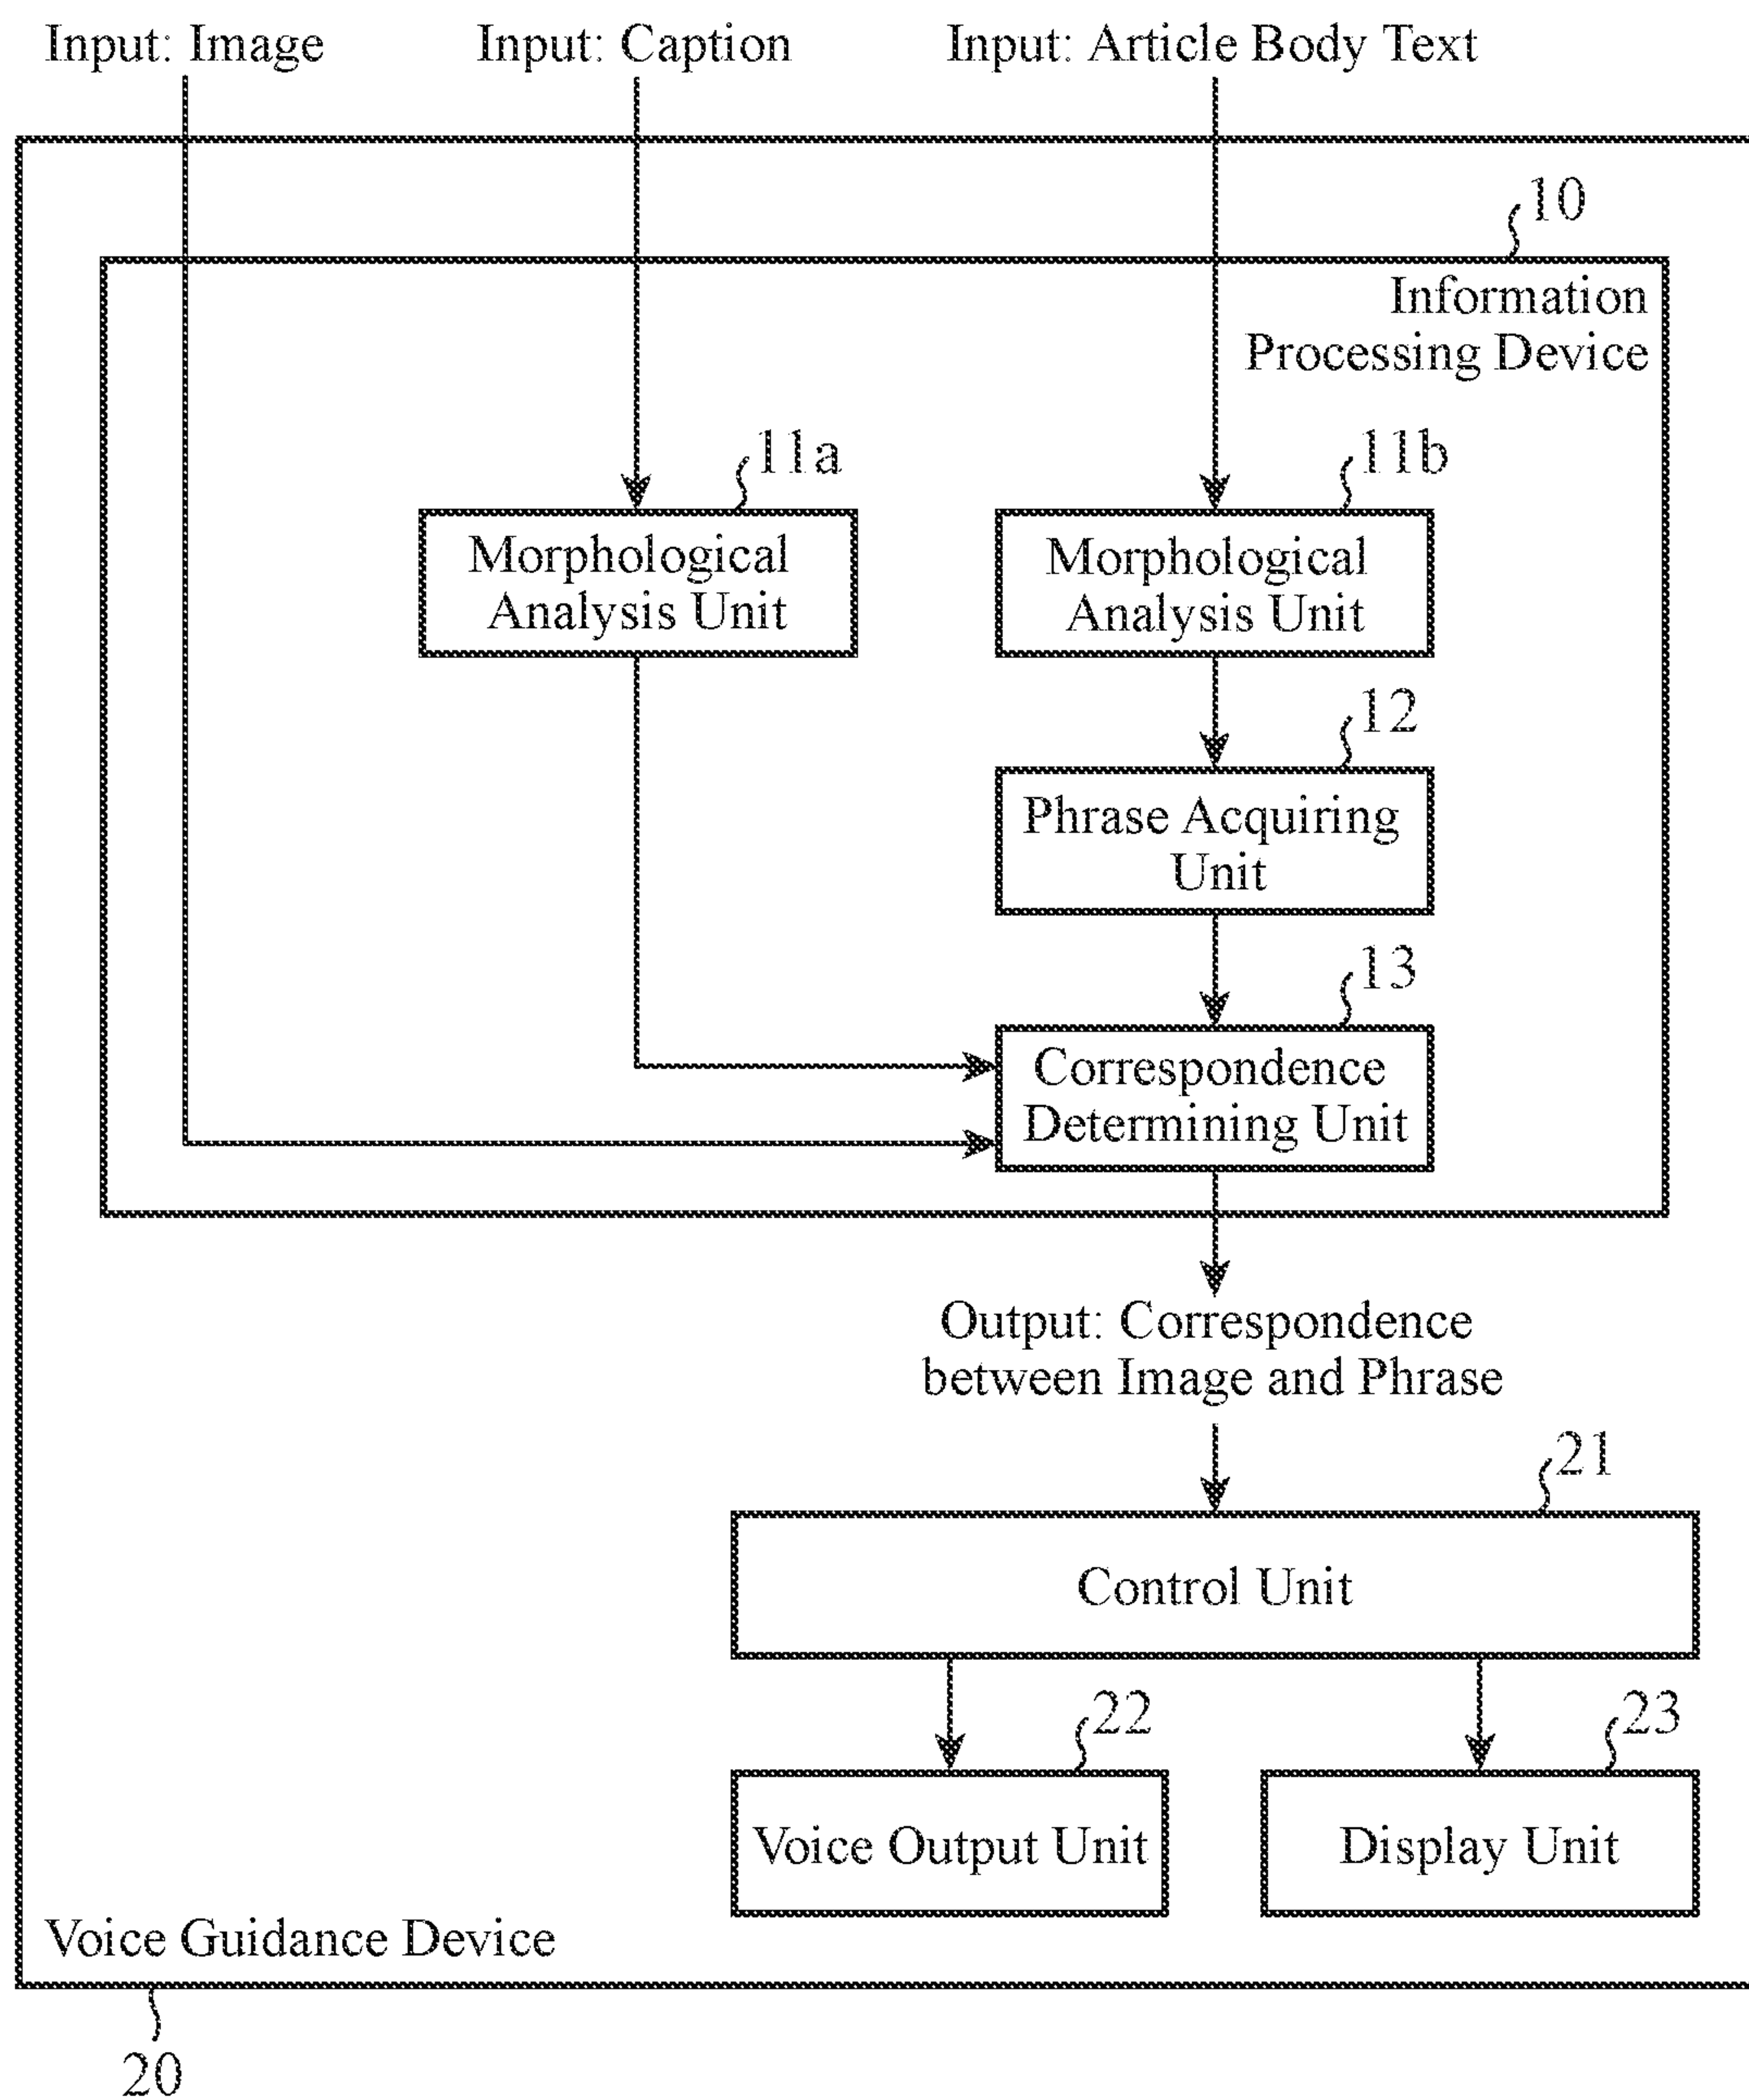 Input: Image
Input: Caption
Input: Article Body Text
10
Information
Processing Device
11a
11b
Morphological
Analysis Unit
Morphological
Analysis Unit
12
Phrase Acquiring
Unit
13
Correspondence
Determining Unit
Output: Correspondence
between Image and Phrase
21
Control Unit
22
23
Voice Output Unit
Display Unit
Voice Guidance Device
20